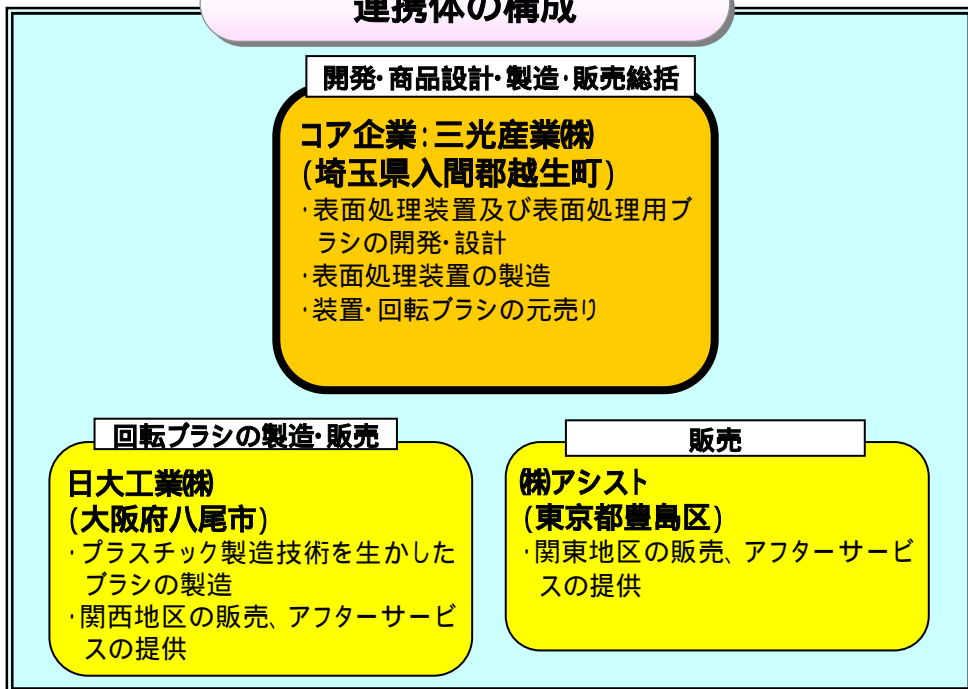 連携体の構成
開発・商品設計・製造・販売総括
コア企業:三光産業㈱
(埼玉県入間郡越生町)
・表面処理装置及び表面処理用ブ
ラシの開発・設計
・表面処理装置の製造
・装置・回転ブラシの元売り
回転ブラシの製造・販売
日大工業㈱
(大阪府八尾市)
・プラスチック製造技術を生かした
ブラシの製造
・関西地区の販売、アフターサービ
スの提供
販売
㈱アシスト
(東京都豊島区)
・関東地区の販売、アフターサービ
スの提供